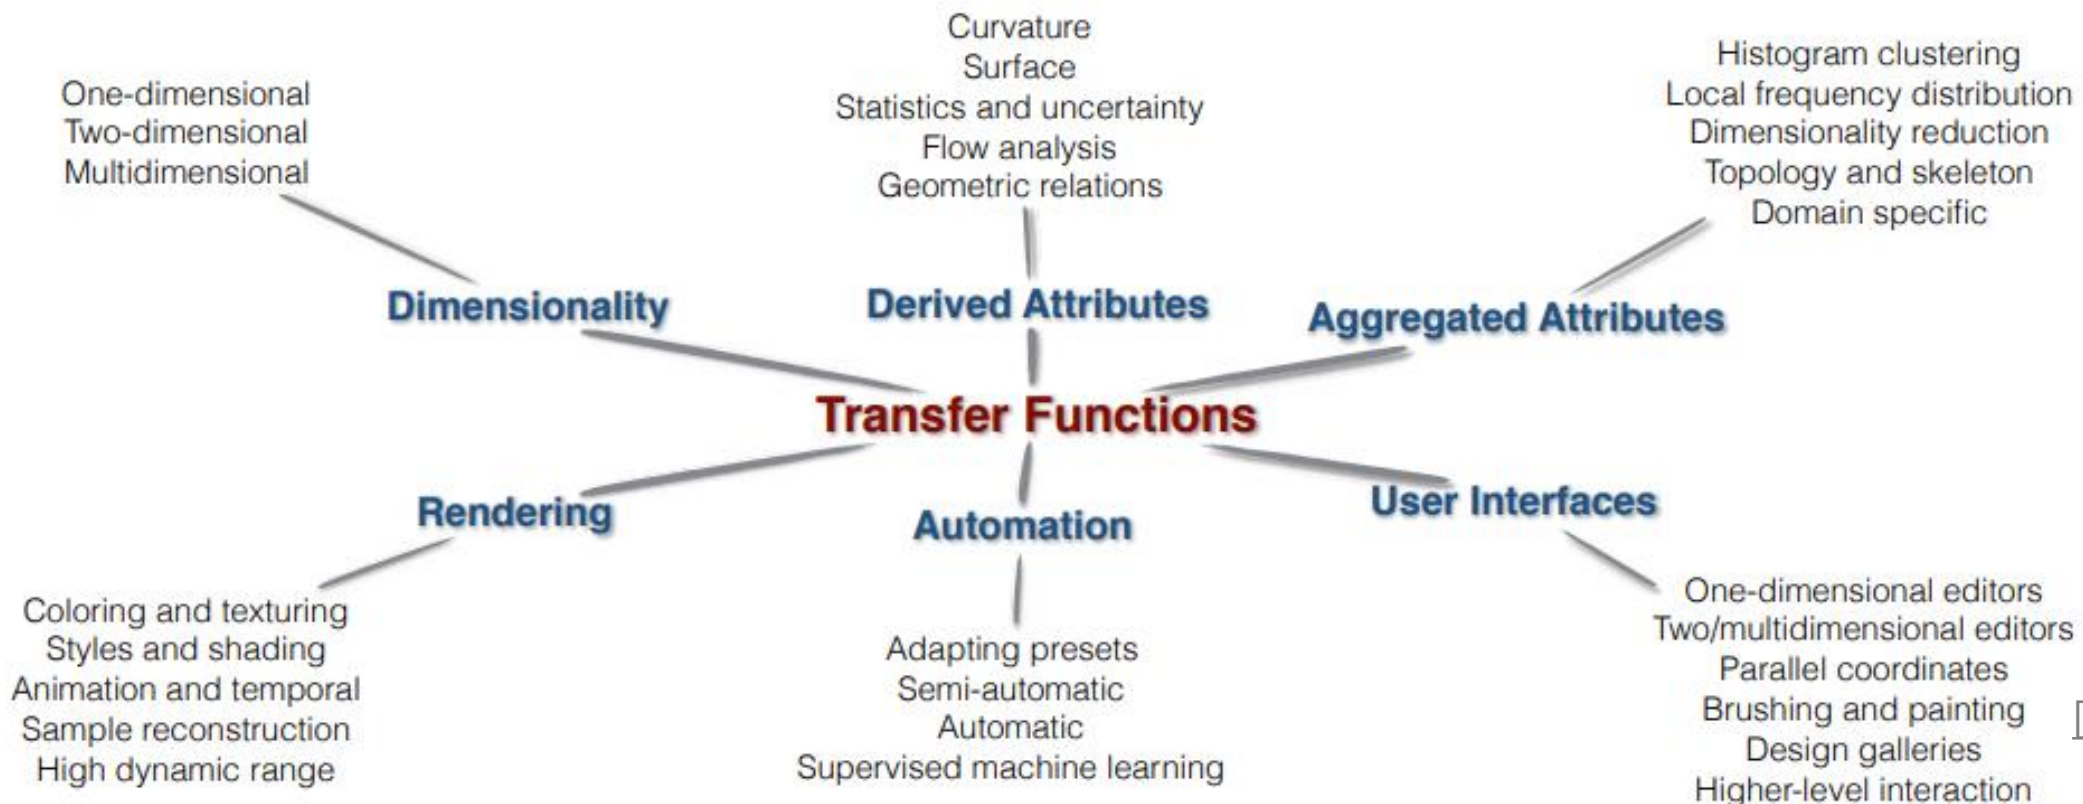 One-dimensional
Two-dimensional
Multidimensional
Dimensionality
Curvature
Surface
Statistics and uncertainty
Flow analysis
Geometric relations
Derived Attributes
Histogram clustering
Local frequency distribution
Dimensionality reduction
Topology and skeleton
Domain specific
Aggregated Attributes
Transfer Functions
Rendering
Coloring and texturing
Styles and shading
Animation and temporal
Sample reconstruction
High dynamic range
Automation
Adapting presets
Semi-automatic
Automatic
Supervised machine learning
User Interfaces
One-dimensional editors
Two/multidimensional editors
Parallel coordinates
Brushing and painting
Design galleries
Higher-level interaction